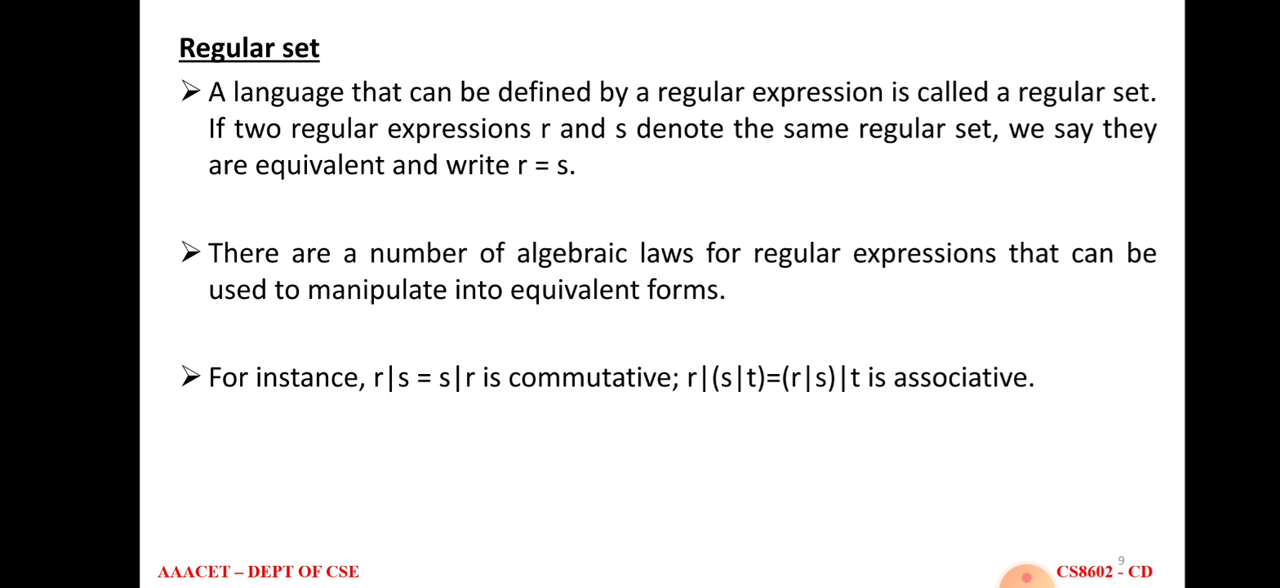 Regular set
➢ A language that can be defined by a regular expression is called a regular set.
If two regular expressions r and s denote the same regular set, we say they
are equivalent and write r = s.
➢ There are a number of algebraic laws for regular expressions that can be
used to manipulate into equivalent forms.
➢ For instance, r|s = s|r is commutative; r|(s|t)=(r|s)|t is associative.
AAACET – DEPT OF CSE
9
CS8602 - CD